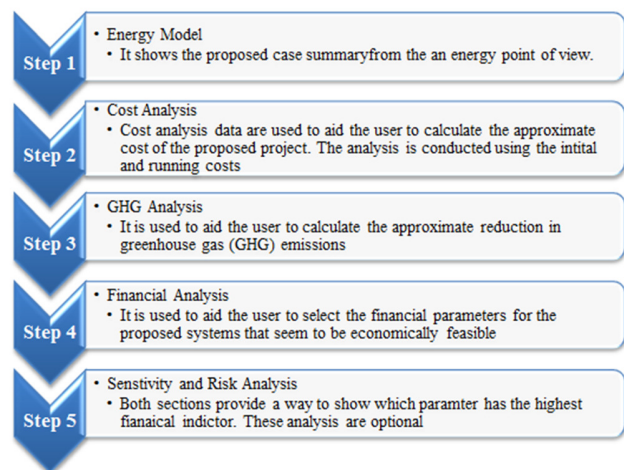 Step 1
• Energy Model
• It shows the proposed case summaryfrom the an energy point of view.
Step 2
• Cost Analysis
• Cost analysis data are used to aid the user to calculate the approximate
cost of the proposed project. The analysis is conducted using the intital
and running costs
Step 3
• GHG Analysis
• It is used to aid the user to calculate the approximate reduction in
greenhouse gas (GHG) emissions
Step 4
• Financial Analysis
• It is used to aid the user to select the financial parameters for the
proposed systems that seem to be economically feasible
Step 5
• Senstivity and Risk Analysis
• Both sections provide a way to show which paramter has the highest
fianaical indictor. These analysis are optional